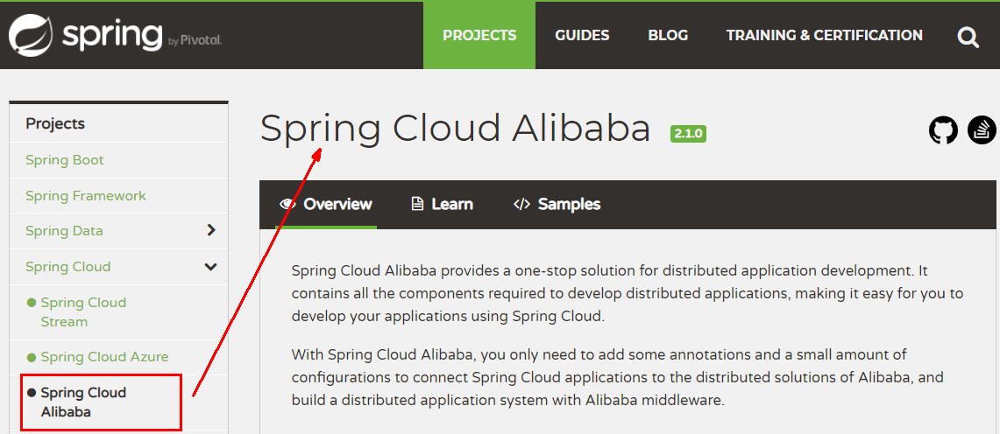 spring by Pivotal.
PROJECTS
GUIDES
BLOG
TRAINING & CERTIFICATION
Projects
Spring Boot
Spring Framework
Spring Data
Spring Cloud
Spring Cloud
Stream
Spring Cloud Azure
Spring Cloud
Alibaba
Spring Cloud Alibaba 2.1.0
Overview
Learn
</> Samples
Spring Cloud Alibaba provides a one-stop solution for distributed application development. It
contains all the components required to develop distributed applications, making it easy for you to
develop your applications using Spring Cloud.
With Spring Cloud Alibaba, you only need to add some annotations and a small amount of
configurations to connect Spring Cloud applications to the distributed solutions of Alibaba, and
build a distributed application system with Alibaba middleware.